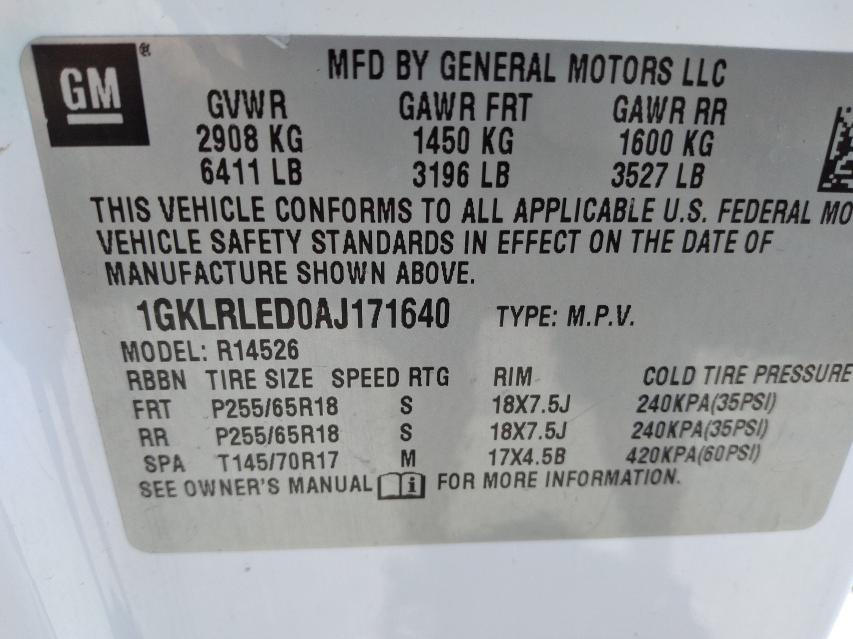 GM®
MFD BY GENERAL MOTORS LLC
GVWR GAWR FRT GAWR RR
2908 KG 1450 KG 1600 KG
6411 LB 3196 LB 3527 LB
THIS VEHICLE CONFORMS TO ALL APPLICABLE U.S. FEDERAL MO
VEHICLE SAFETY STANDARDS IN EFFECT ON THE DATE OF
MANUFACTURE SHOWN ABOVE.
1GKLRLED0AJ171640 TYPE: M.P.V.
MODEL: R14526
RBBN TIRE SIZE SPEED RTG RIM COLD TIRE PRESSURE
FRT P255/65R18 S 18X7.5J 240KPA(35PSI)
RR P255/65R18 S 18X7.5J 240KPA(35PSI)
SPA T145/70R17 M 17X4.5B 420KPA(60PSI)
SEE OWNER'S MANUAL i FOR MORE INFORMATION.